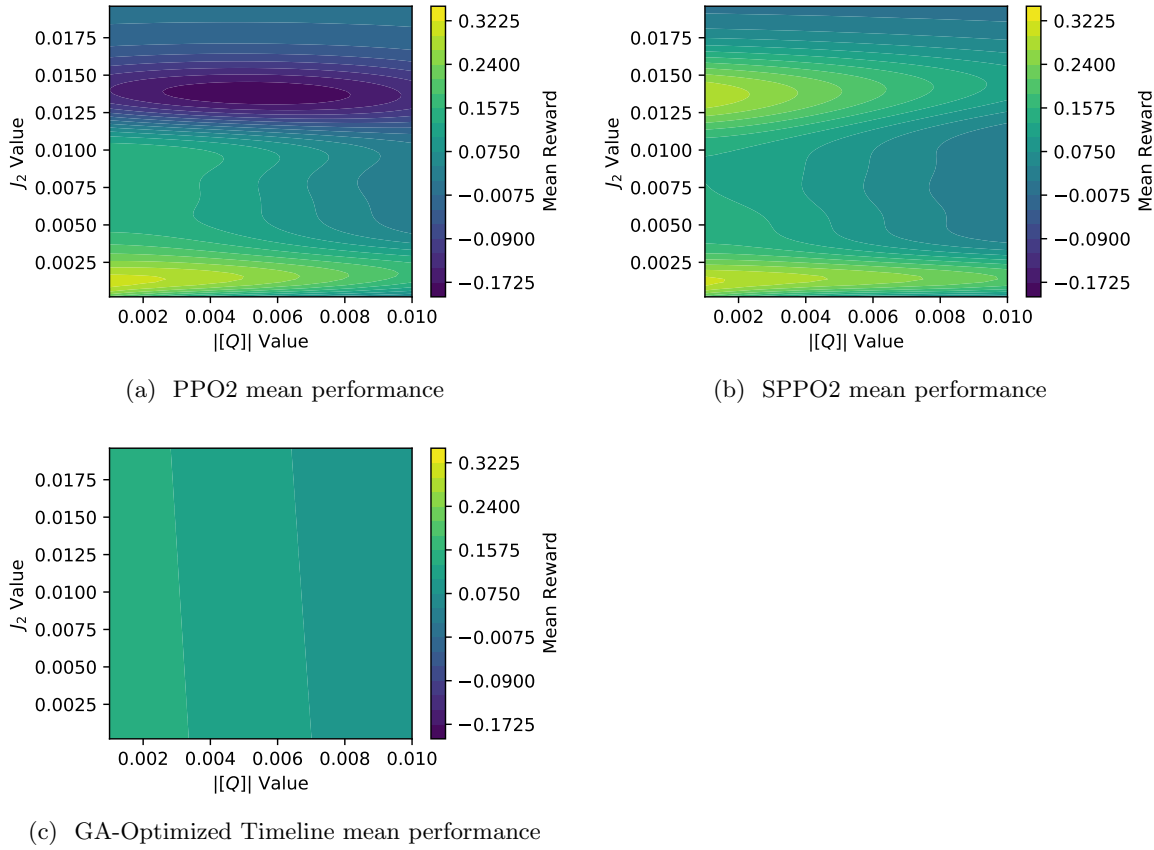 0.0175
0.0150
0.0125
0.0100
0.0075
0.0050
0.0025
J₂ Value
0.002 0.004 0.006 0.008 0.010
|[Q]| Value
0.3225
0.2400
0.1575
0.0750
−0.0075
−0.0900
−0.1725
Mean Reward
(a) PPO2 mean performance
0.0175
0.0150
0.0125
0.0100
0.0075
0.0050
0.0025
J₂ Value
0.002 0.004 0.006 0.008 0.010
|[Q]| Value
0.3225
0.2400
0.1575
0.0750
−0.0075
−0.0900
−0.1725
Mean Reward
(b) SPPO2 mean performance
0.0175
0.0150
0.0125
0.0100
0.0075
0.0050
0.0025
J₂ Value
0.002 0.004 0.006 0.008 0.010
|[Q]| Value
0.3225
0.2400
0.1575
0.0750
−0.0075
−0.0900
−0.1725
Mean Reward
(c) GA-Optimized Timeline mean performance